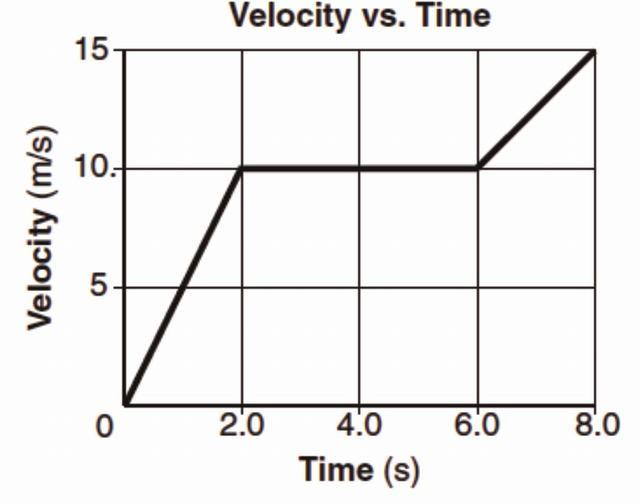 Velocity vs. Time
15
10.
5
0
2.0 4.0 6.0 8.0
Velocity (m/s)
Time (s)